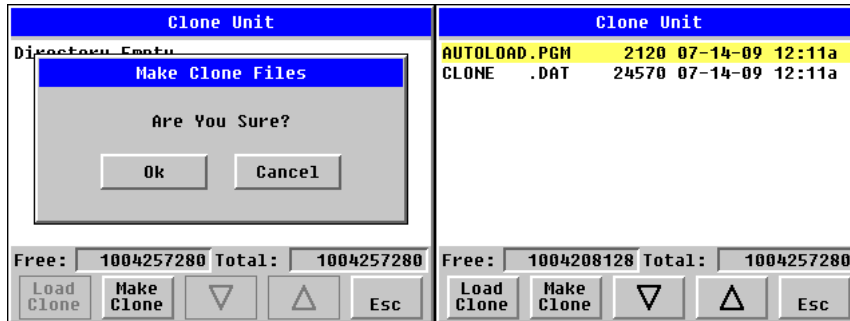 Clone Unit
Directory Empty
Make Clone Files
Are You Sure?
Ok Cancel
Free: 1004257280 Total: 1004257280
Load Clone
Make Clone
Esc
Clone Unit
AUTOLOAD.PGM 2120 07-14-09 12:11a
CLONE .DAT 24570 07-14-09 12:11a
Free: 1004208128 Total: 1004257280
Load Clone
Make Clone
Esc